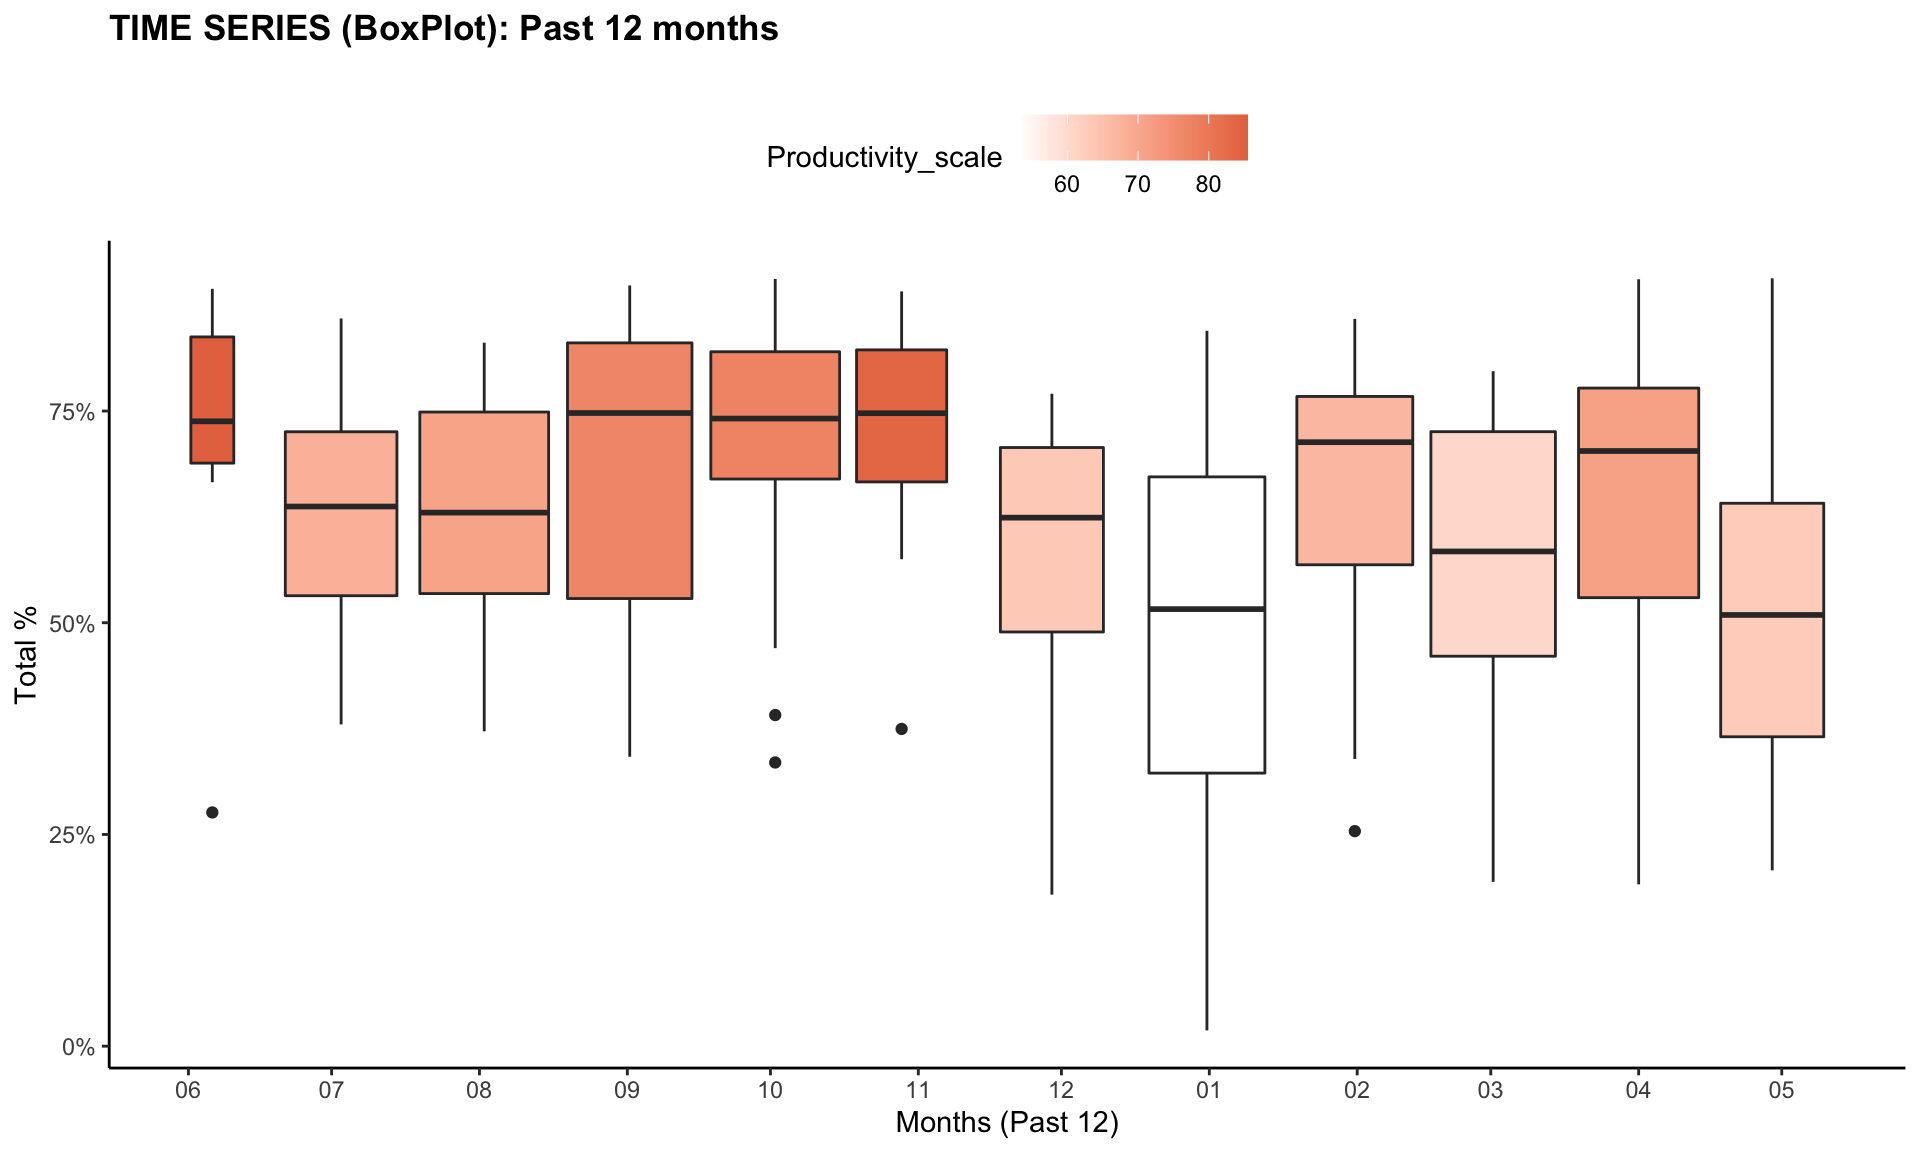 TIME SERIES (BoxPlot): Past 12 months
Productivity_scale
60 70 80
Total %
75%
50%
25%
0%
06 07 08 09 10 11 12 01 02 03 04 05
Months (Past 12)